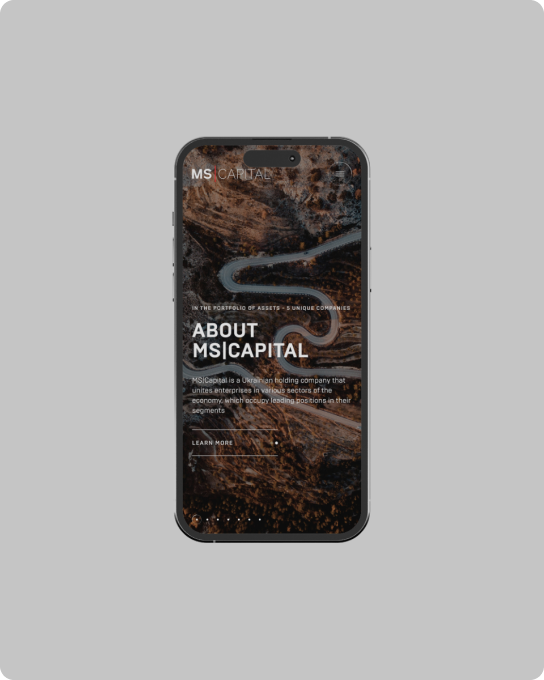 MS|CAPITAL
IN THE PORTFOLIO OF ASSETS – 5 UNIQUE COMPANIES
ABOUT
MS|CAPITAL
MS|Capital is a Ukrainian holding company that
unites enterprises in various sectors of the
economy, which occupy leading positions in their
segments
LEARN MORE